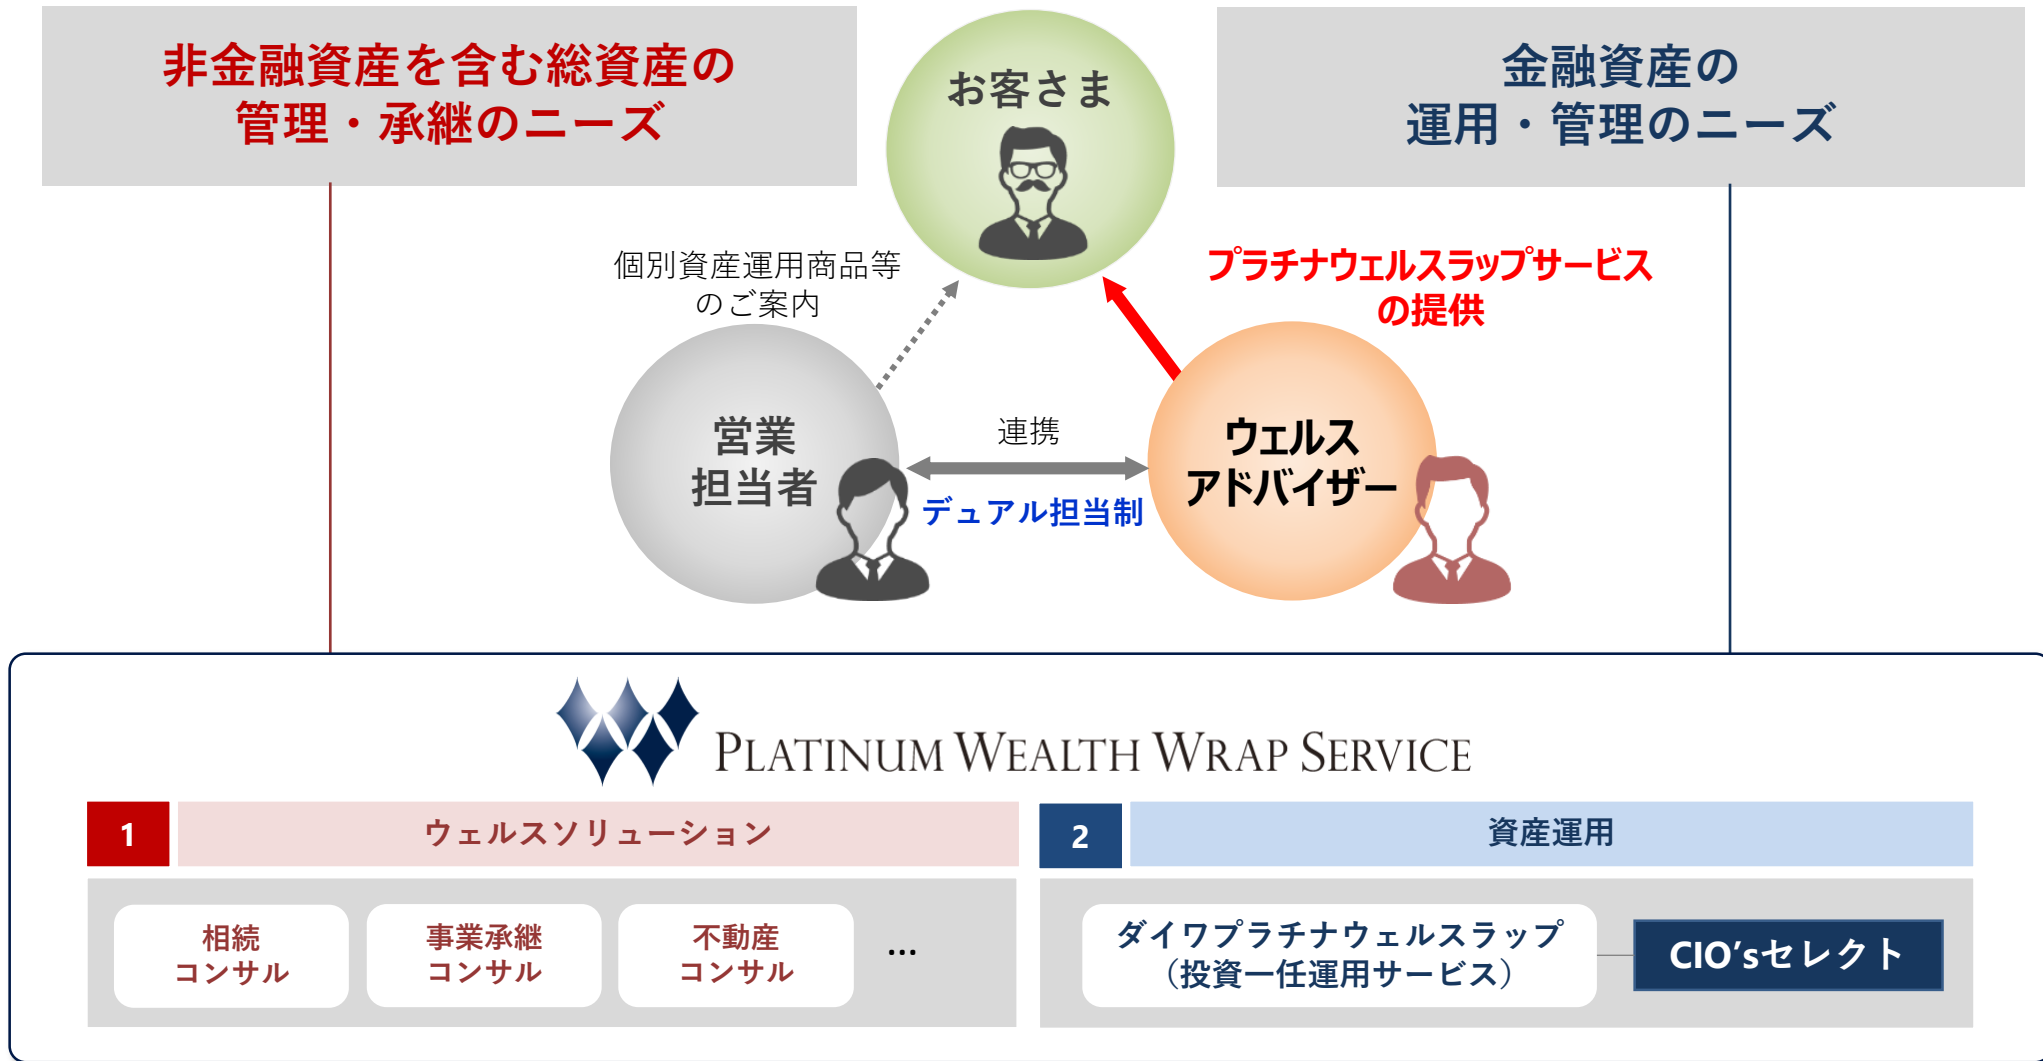 非金融資産を含む総資産の
管理・承継のニーズ
お客さま
金融資産の
運用・管理のニーズ
個別資産運用商品等
のご案内
プラチナウェルスラップサービス
の提供
営業
担当者
連携
デュアル担当制
ウェルス
アドバイザー
PLATINUM WEALTH WRAP SERVICE
1
ウェルスソリューション
相続
コンサル
事業承継
コンサル
不動産
コンサル
…
2
資産運用
ダイワプラチナウェルスラップ
（投資一任運用サービス）
CIO’sセレクト